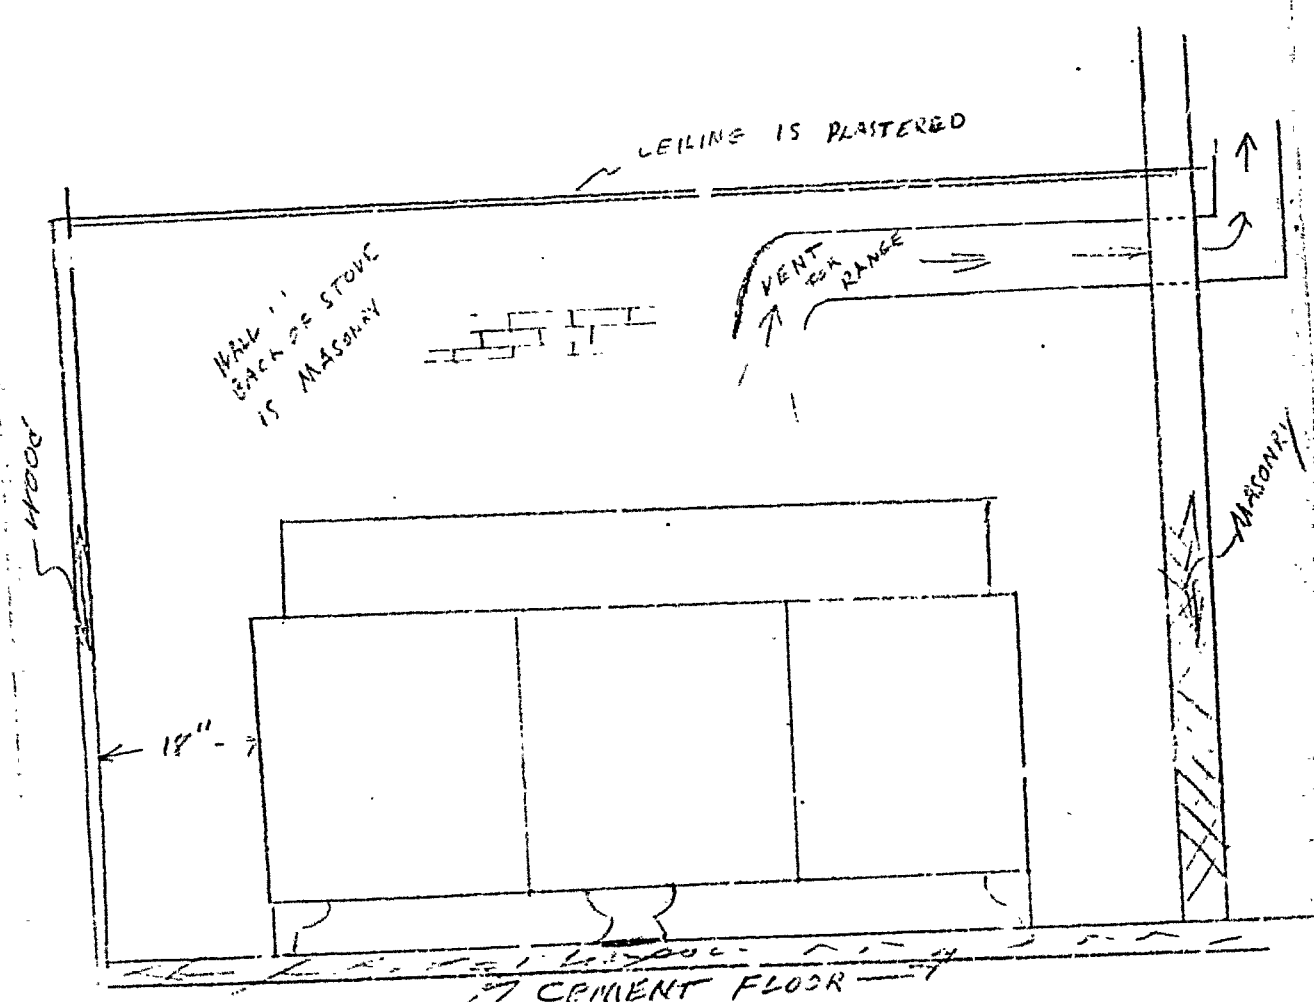 CEILING IS PLASTERED
VENT
FOR
RANGE
WALL
BACK OF STOVE
IS MASONRY
WOOD
MASONRY
18"
CEMENT FLOOR